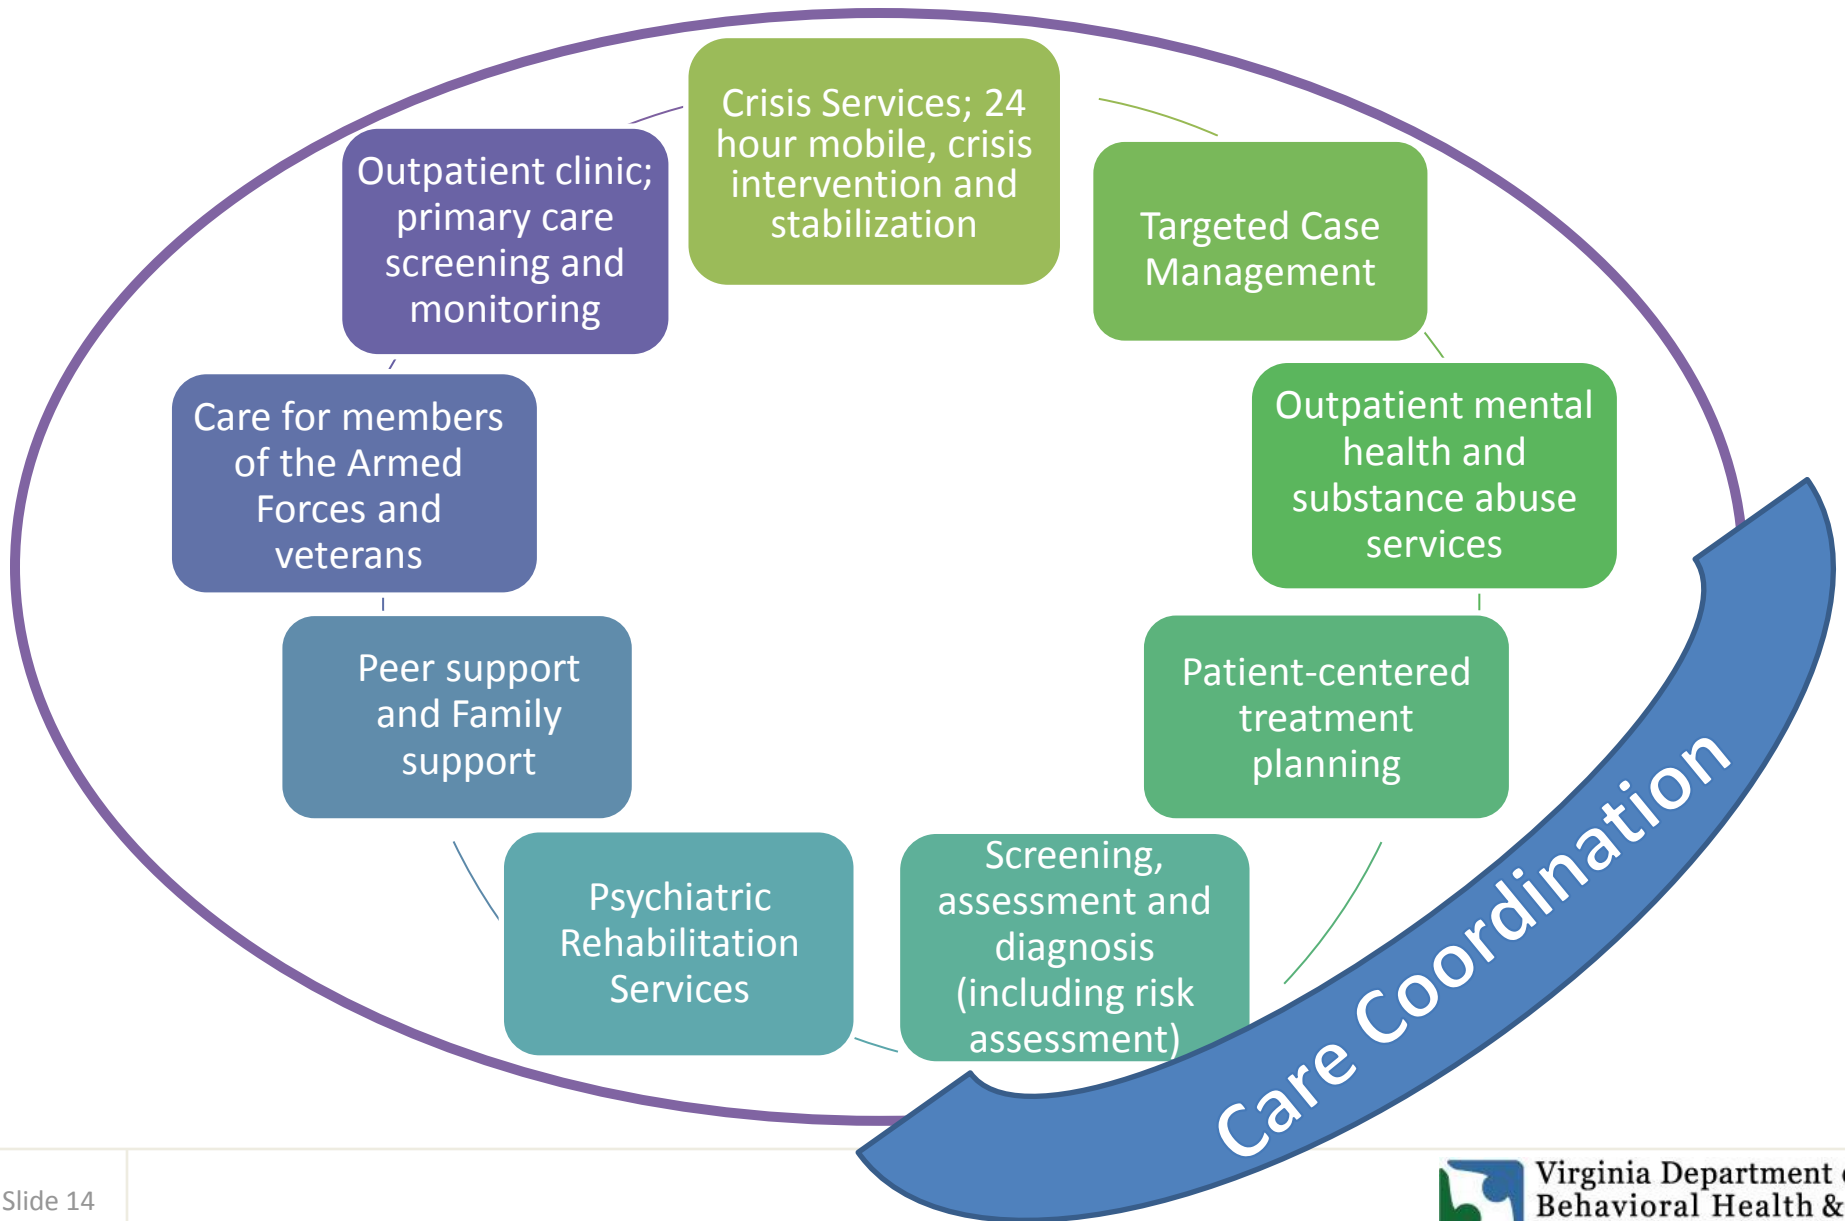 Crisis Services; 24
hour mobile, crisis
intervention and
stabilization
Targeted Case
Management
Outpatient mental
health and
substance abuse
services
Patient-centered
treatment
planning
Screening,
assessment and
diagnosis
(including risk
assessment)
Psychiatric
Rehabilitation
Services
Peer support
and Family
support
Care for members
of the Armed
Forces and
veterans
Outpatient clinic;
primary care
screening and
monitoring
Care Coordination
Slide 14
Virginia Department
Behavioral Health &